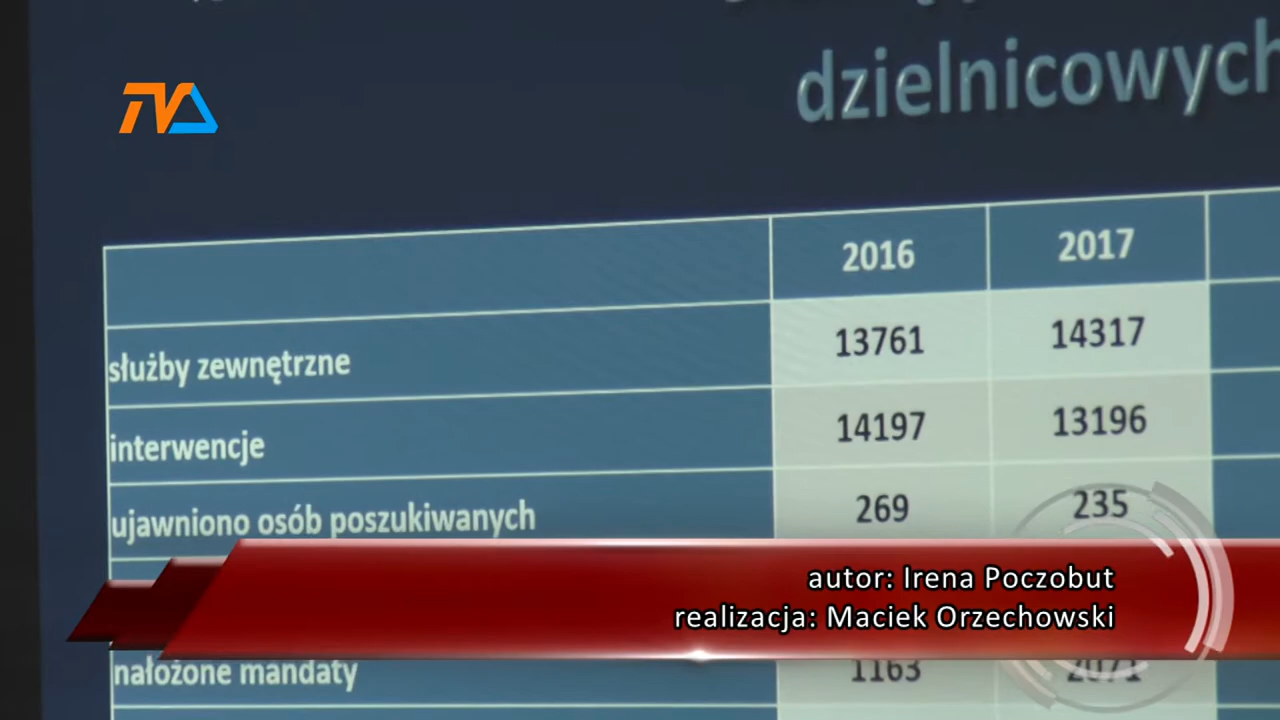 dzielnicowych
TVA
2016 2017
służby zewnętrzne 13761 14317
interwencje 14197 13196
ujawniono osób poszukiwanych 269 235
autor: Irena Poczobut
realizacja: Maciek Orzechowski
nałożone mandaty 1163 2071